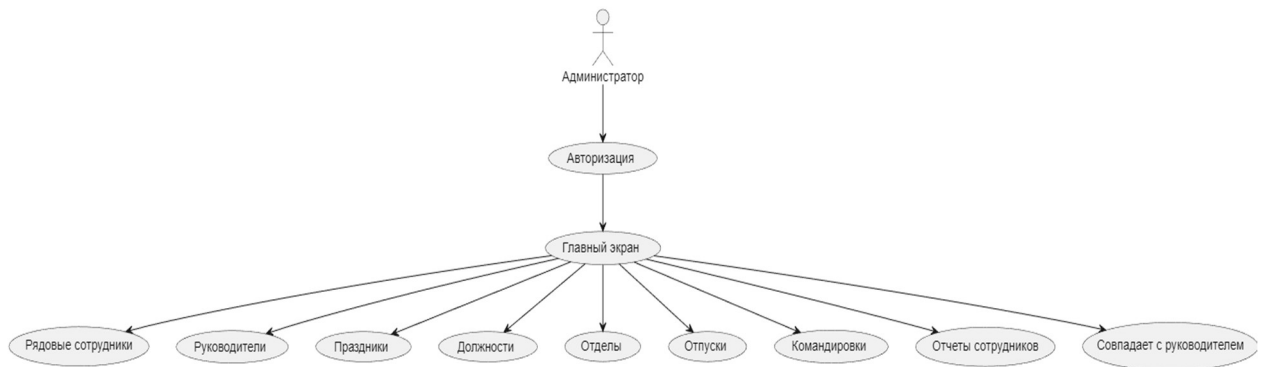 Администратор
Авторизация
Главный экран
Рядовые сотрудники
Руководители
Праздники
Должности
Отделы
Отпуски
Командировки
Отчеты сотрудников
Совпадает с руководителем